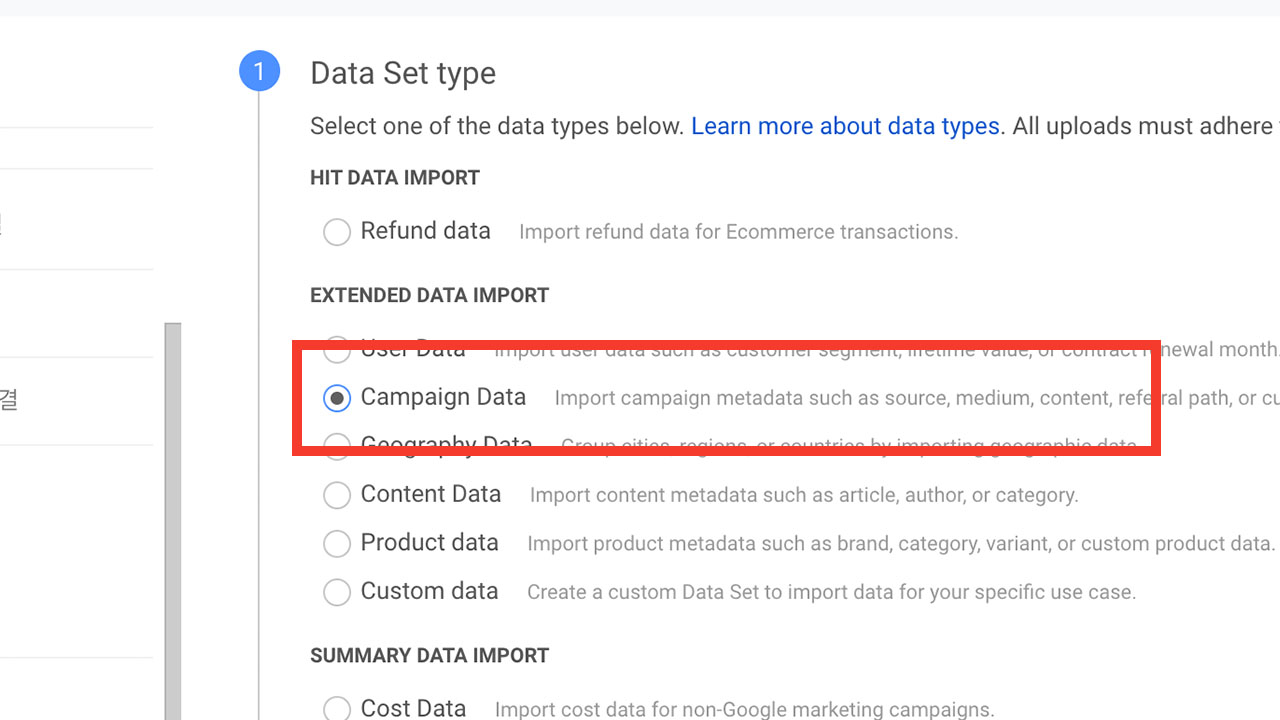 1 Data Set type
Select one of the data types below. Learn more about data types. All uploads must adhere
HIT DATA IMPORT
Refund data Import refund data for Ecommerce transactions.
EXTENDED DATA IMPORT
User Data Import user data such as customer segment, lifetime value, or contract renewal month.
Campaign Data Import campaign metadata such as source, medium, content, referral path, or cu
결
Geography Data Group cities, regions, or countries by importing geographic data.
Content Data Import content metadata such as article, author, or category.
Product data Import product metadata such as brand, category, variant, or custom product data.
Custom data Create a custom Data Set to import data for your specific use case.
SUMMARY DATA IMPORT
Cost Data Import cost data for non-Google marketing campaigns.